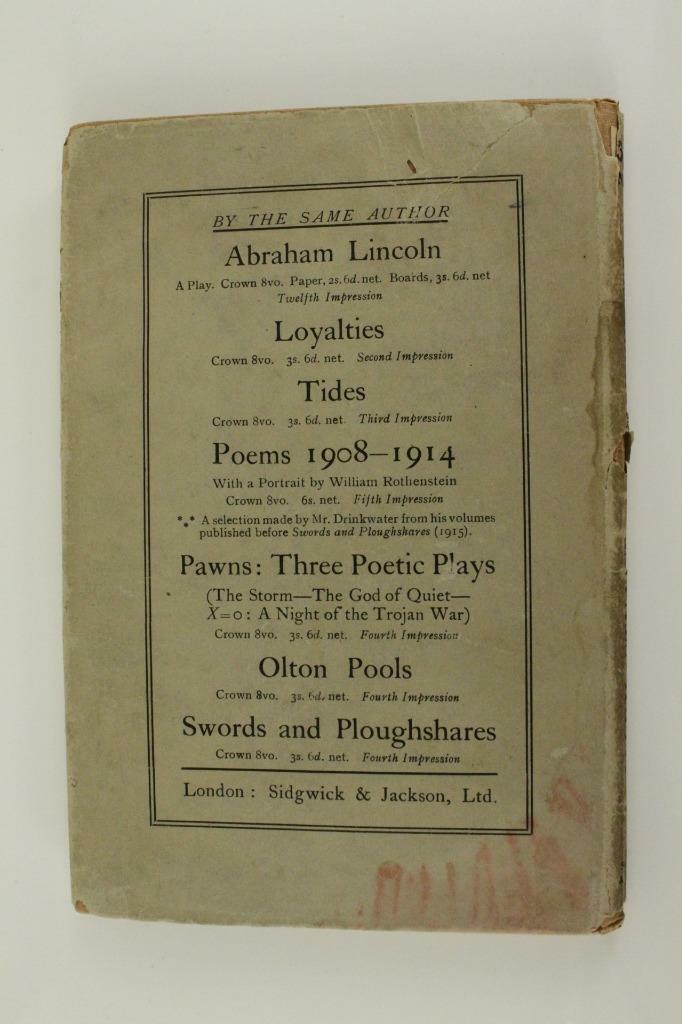 BY THE SAME AUTHOR
Abraham Lincoln
A Play. Crown 8vo. Paper, 2s. 6d. net. Boards, 3s. 6d. net
Twelfth Impression
Loyalties
Crown 8vo. 3s. 6d. net. Second Impression
Tides
Crown 8vo. 3s. 6d. net. Third Impression
Poems 1908–1914
With a Portrait by William Rothenstein
Crown 8vo. 6s. net. Fifth Impression
*** A selection made by Mr. Drinkwater from his volumes
published before Swords and Ploughshares (1915).
Pawns: Three Poetic Plays
(The Storm—The God of Quiet—
X=0: A Night of the Trojan War)
Crown 8vo. 3s. 6d. net. Fourth Impression
Olton Pools
Crown 8vo. 3s. 6d. net. Fourth Impression
Swords and Ploughshares
Crown 8vo. 3s. 6d. net. Fourth Impression
London: Sidgwick & Jackson, Ltd.